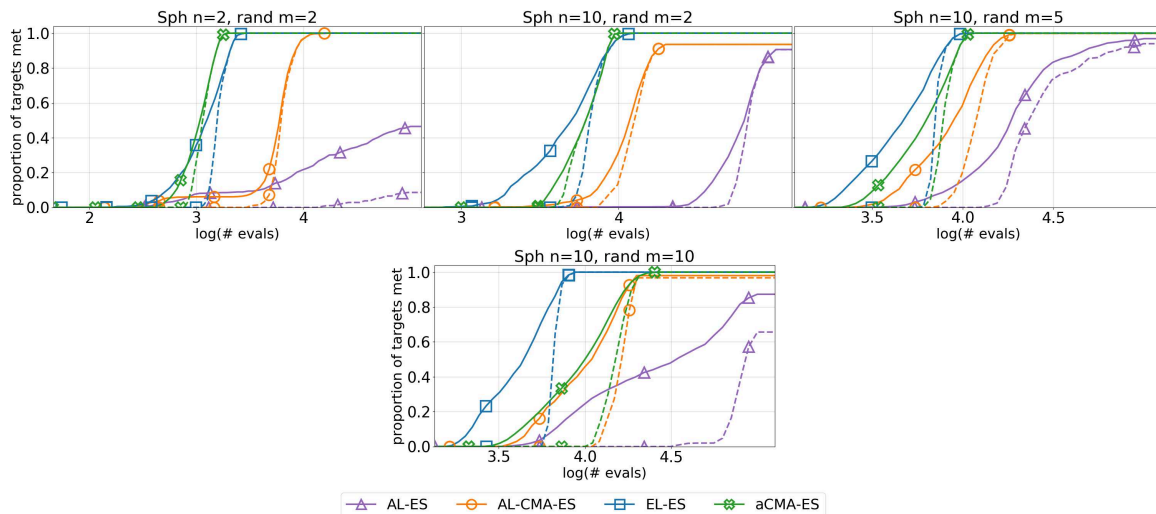 Sph n=2, rand m=2
Sph n=10, rand m=2
Sph n=10, rand m=5
proportion of targets met
1.0
0.8
0.6
0.4
0.2
0.0
2 3 4
log(# evals)
3 4
log(# evals)
3.5 4.0 4.5
log(# evals)
Sph n=10, rand m=10
proportion of targets met
1.0
0.8
0.6
0.4
0.2
0.0
3.5 4.0 4.5
log(# evals)
AL-ES AL-CMA-ES EL-ES aCMA-ES